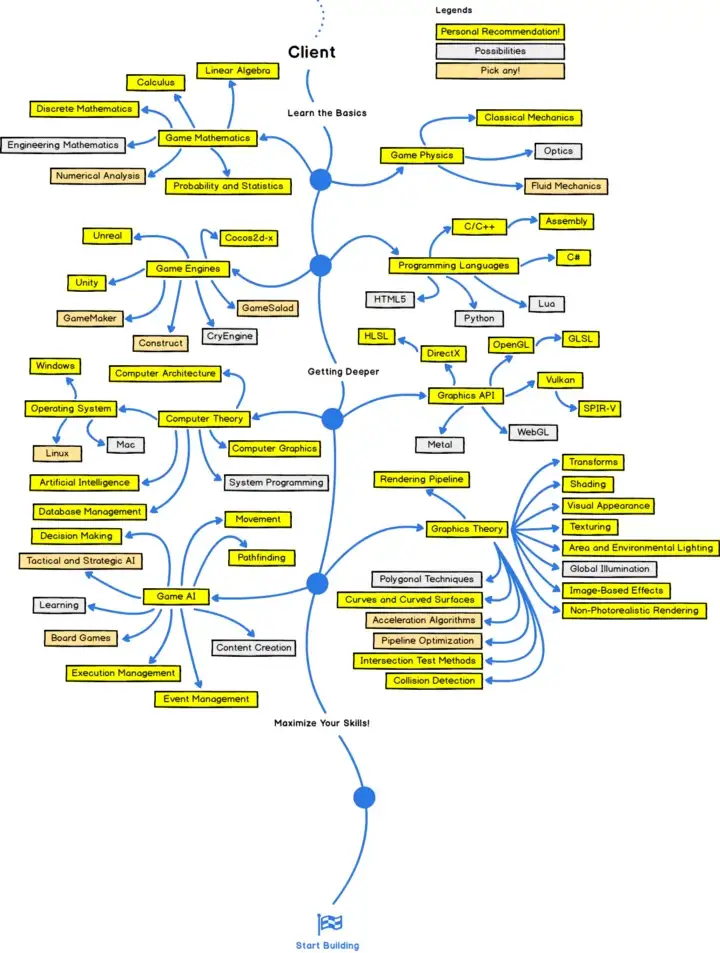 Legends
Personal Recommendation!
Possibilities
Pick any!
Client
Learn the Basics
Linear Algebra
Calculus
Discrete Mathematics
Game Mathematics
Engineering Mathematics
Numerical Analysis
Probability and Statistics
Classical Mechanics
Game Physics
Optics
Fluid Mechanics
Unreal
Cocos2d-x
Game Engines
Unity
GameMaker
GameSalad
Construct
CryEngine
C/C++
Assembly
Programming Languages
C#
HTML5
Lua
Python
Getting Deeper
HLSL
DirectX
OpenGL
GLSL
Graphics API
Vulkan
SPIR-V
WebGL
Metal
Windows
Computer Architecture
Operating System
Computer Theory
Linux
Mac
Computer Graphics
Artificial Intelligence
System Programming
Database Management
Rendering Pipeline
Graphics Theory
Transforms
Shading
Visual Appearance
Texturing
Area and Environmental Lighting
Global Illumination
Image-Based Effects
Non-Photorealistic Rendering
Polygonal Techniques
Curves and Curved Surfaces
Acceleration Algorithms
Pipeline Optimization
Intersection Test Methods
Collision Detection
Movement
Decision Making
Pathfinding
Tactical and Strategic AI
Game AI
Learning
Board Games
Content Creation
Execution Management
Event Management
Maximize Your Skills!
Start Building